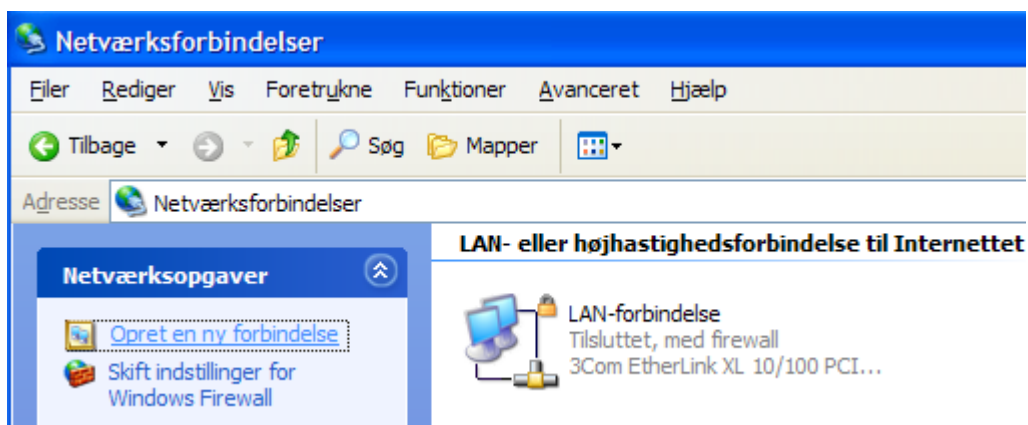 Netværksforbindelser
Filer Rediger Vis Foretrukne Funktioner Avanceret Hjælp
Tilbage Søg Mapper
Adresse Netværksforbindelser
LAN- eller højhastighedsforbindelse til Internettet
Netværksopgaver
Opret en ny forbindelse
Skift indstillinger for
Windows Firewall
LAN-forbindelse
Tilsluttet, med firewall
3Com EtherLink XL 10/100 PCI...